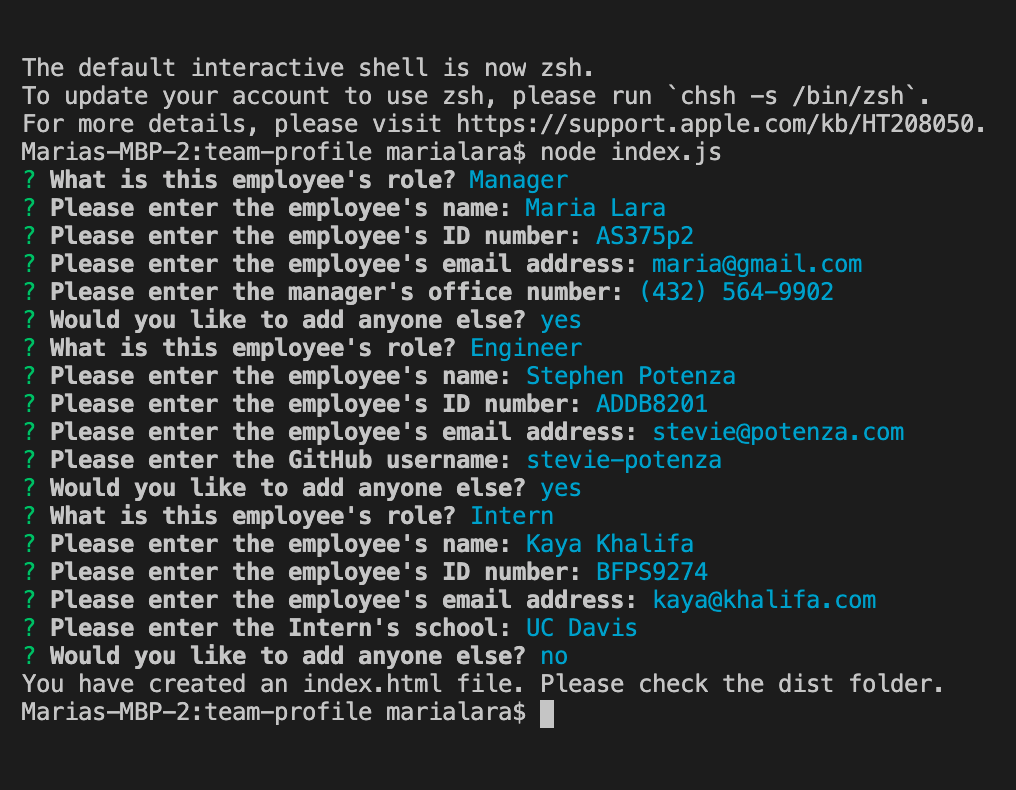 The default interactive shell is now zsh.
To update your account to use zsh, please run `chsh -s /bin/zsh`.
For more details, please visit https://support.apple.com/kb/HT208050.
Marias-MBP-2:team-profile marialara$ node index.js
? What is this employee's role? Manager
? Please enter the employee's name: Maria Lara
? Please enter the employee's ID number: AS375p2
? Please enter the employee's email address: maria@gmail.com
? Please enter the manager's office number: (432) 564-9902
? Would you like to add anyone else? yes
? What is this employee's role? Engineer
? Please enter the employee's name: Stephen Potenza
? Please enter the employee's ID number: ADDB8201
? Please enter the employee's email address: stevie@potenza.com
? Please enter the GitHub username: stevie-potenza
? Would you like to add anyone else? yes
? What is this employee's role? Intern
? Please enter the employee's name: Kaya Khalifa
? Please enter the employee's ID number: BFPS9274
? Please enter the employee's email address: kaya@khalifa.com
? Please enter the Intern's school: UC Davis
? Would you like to add anyone else? no
You have created an index.html file. Please check the dist folder.
Marias-MBP-2:team-profile marialara$